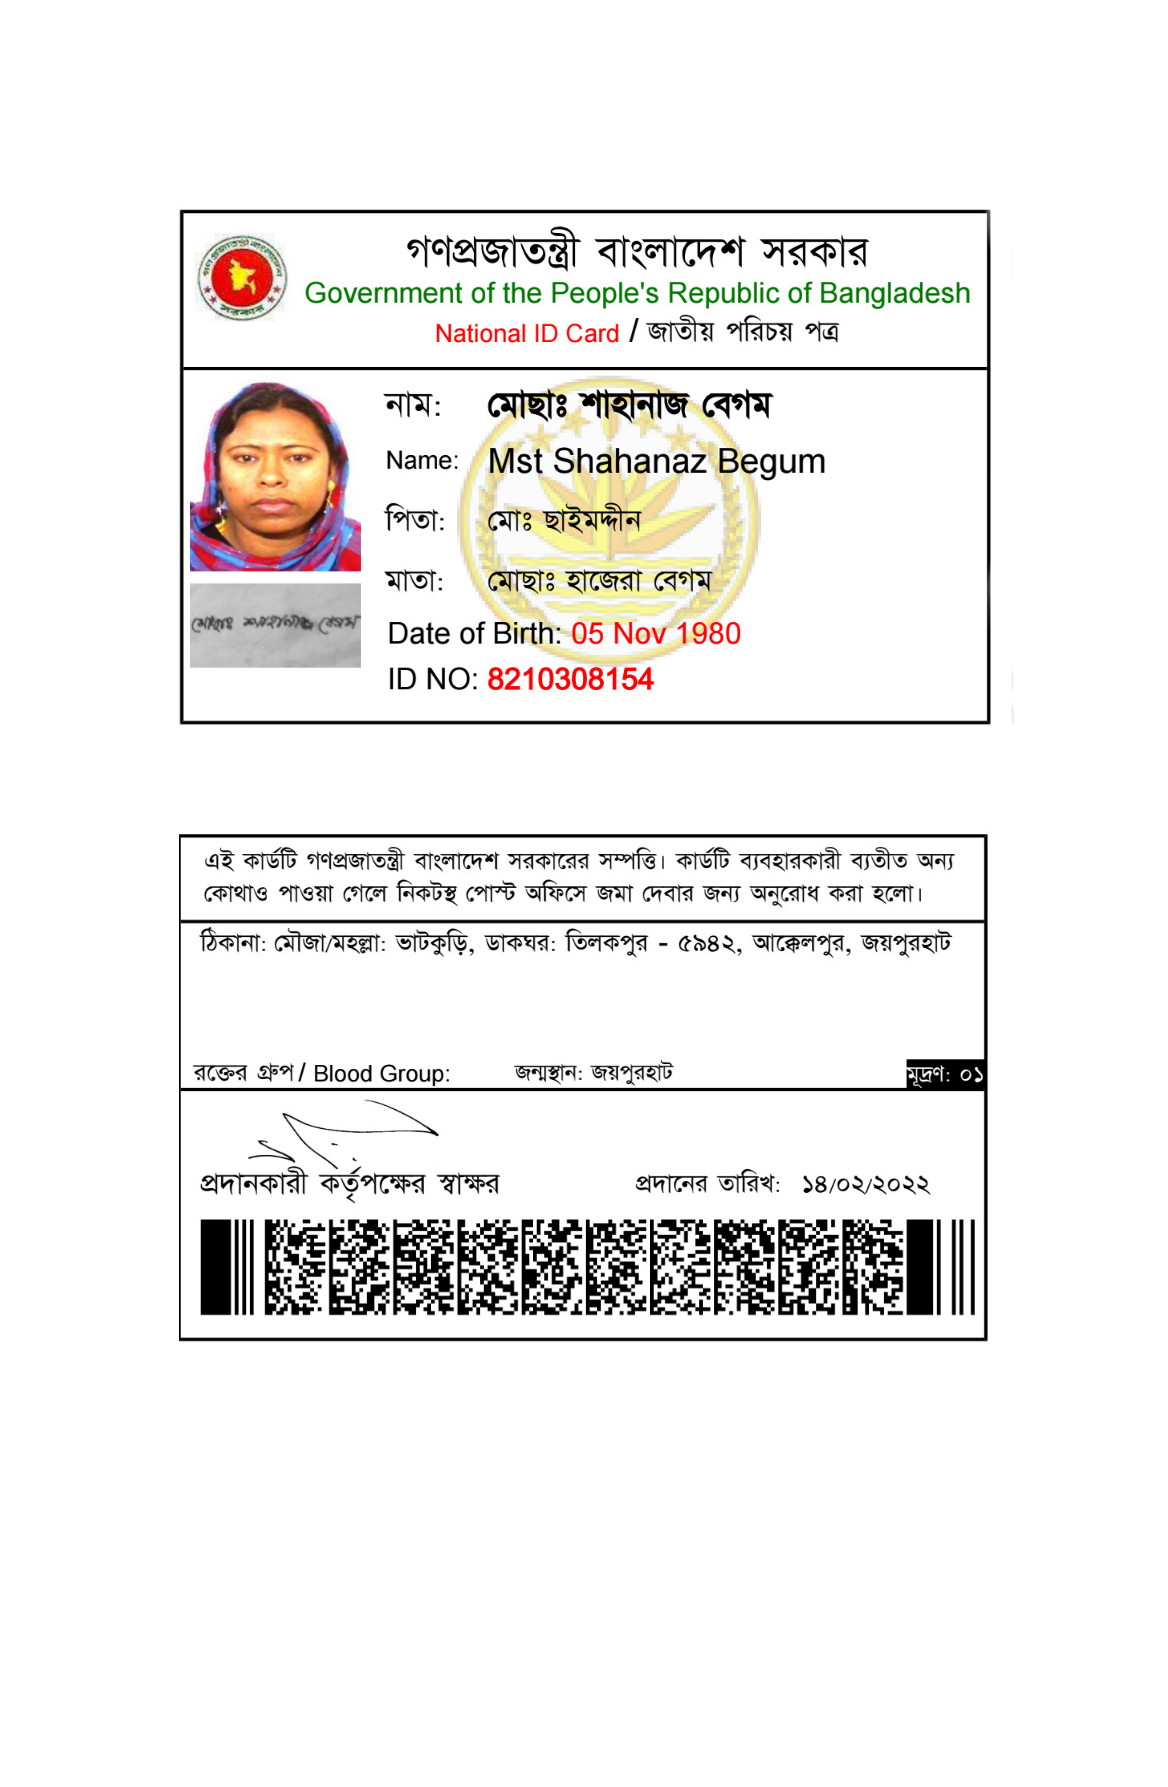 গণপ্রজাতন্ত্রী বাংলাদেশ সরকার
Government of the People's Republic of Bangladesh
National ID Card / জাতীয় পরিচয় পত্র
নাম: মোছাঃ শাহানাজ বেগম
Name: Mst Shahanaz Begum
পিতা: মোঃ ছাইমদ্দীন
মাতা: মোছাঃ হাজেরা বেগম
মোছাঃ শাহানাজ বেগম
Date of Birth: 05 Nov 1980
ID NO: 8210308154
এই কার্ডটি গণপ্রজাতন্ত্রী বাংলাদেশ সরকারের সম্পত্তি। কার্ডটি ব্যবহারকারী ব্যতীত অন্য
কোথাও পাওয়া গেলে নিকটস্থ পোস্ট অফিসে জমা দেবার জন্য অনুরোধ করা হলো।
ঠিকানা: মৌজা/মহল্লা: ভাটকুড়ি, ডাকঘর: তিলকপুর - ৫৯৪২, আক্কেলপুর, জয়পুরহাট
রক্তের গ্রুপ / Blood Group: জন্মস্থান: জয়পুরহাট মূদ্রণ: ০১
প্রদানকারী কর্তৃপক্ষের স্বাক্ষর প্রদানের তারিখ: ১৪/০২/২০২২